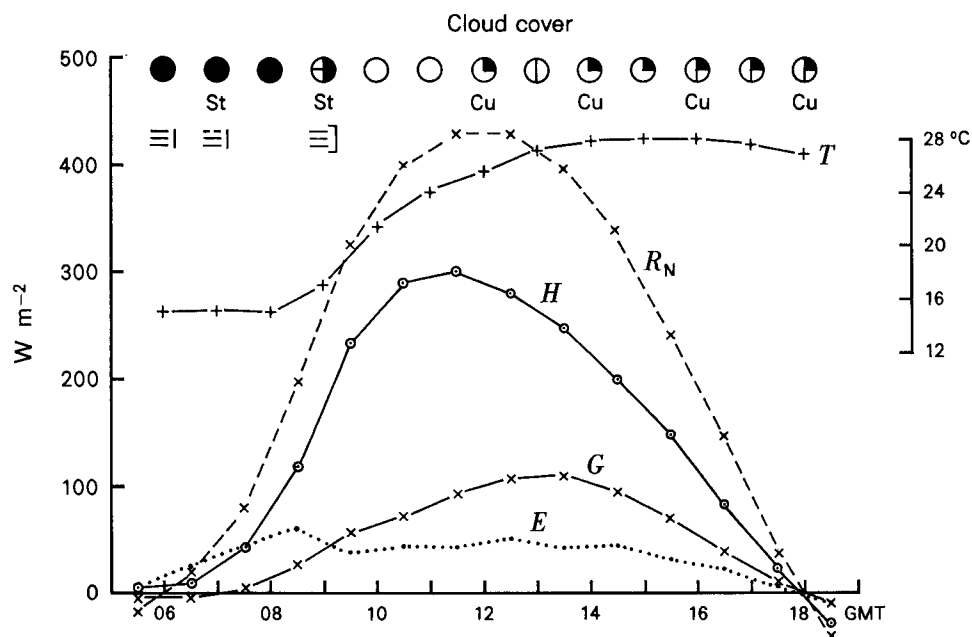 Cloud cover
500
St St Cu Cu Cu Cu
400
28 °C
T
24
R_N
20
300
H
16
W m⁻²
12
200
G
100
E
0
06 08 10 12 14 16 18 GMT